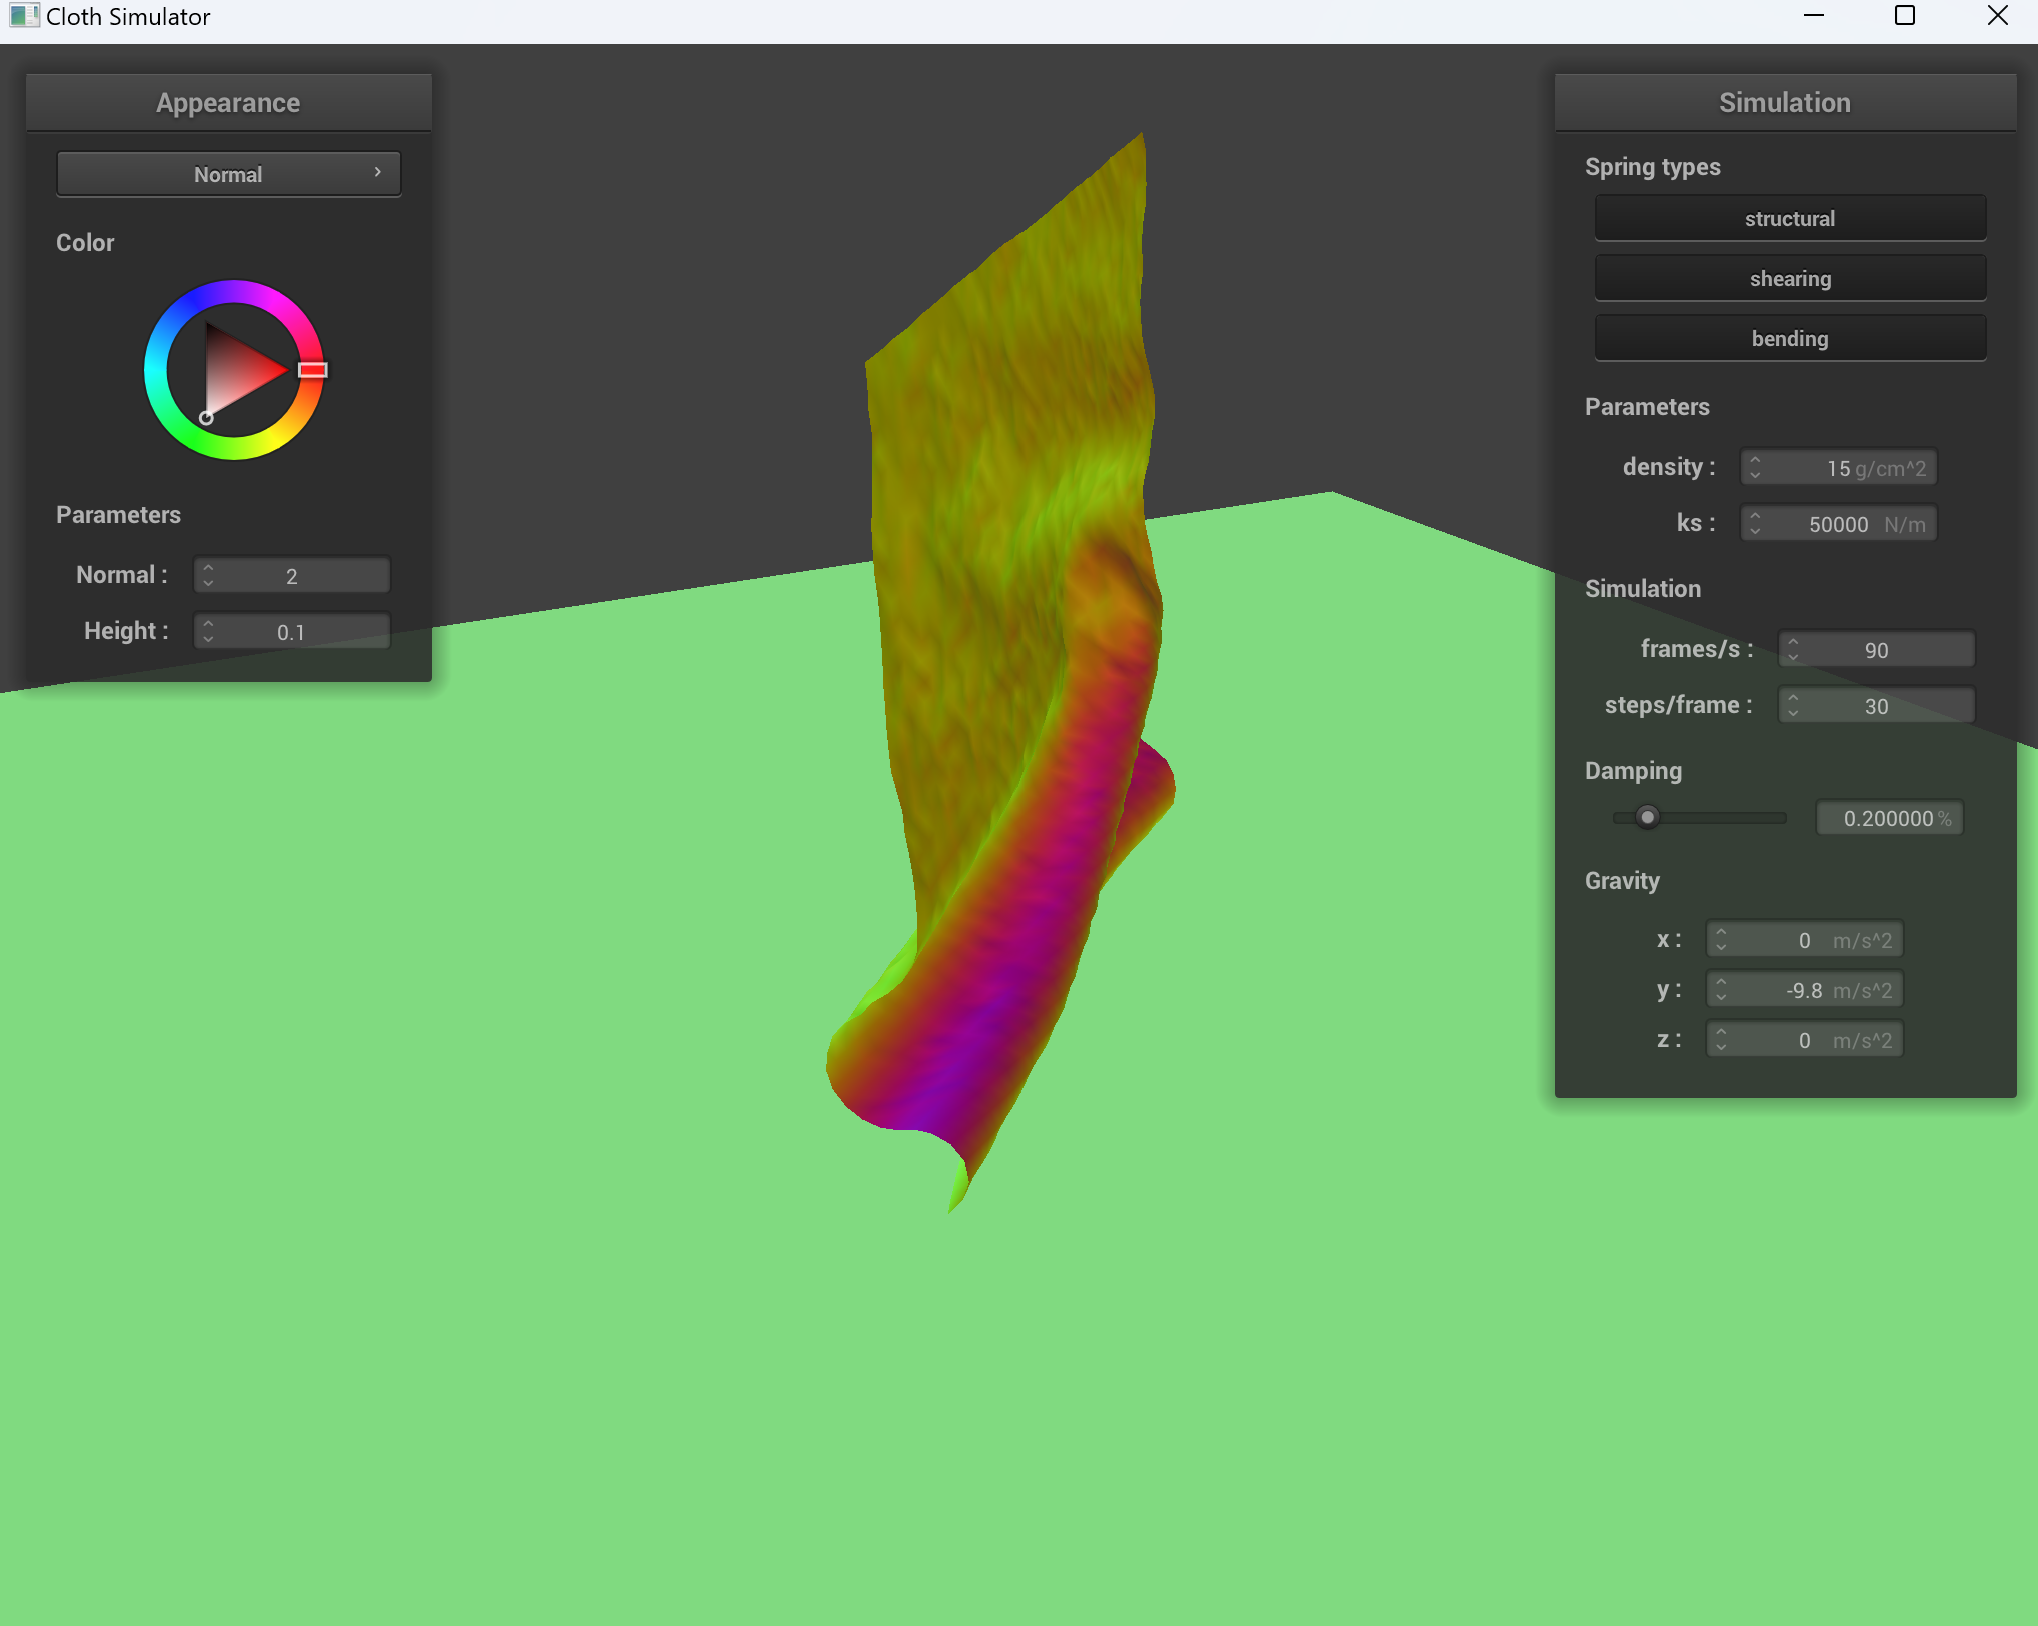 Cloth Simulator
Appearance
Normal
Color
Parameters
Normal : 2
Height : 0.1
Simulation
Spring types
structural
shearing
bending
Parameters
density : 15 g/cm^2
ks : 50000 N/m
Simulation
frames/s : 90
steps/frame : 30
Damping
0.200000 %
Gravity
x : 0 m/s^2
y : -9.8 m/s^2
z : 0 m/s^2